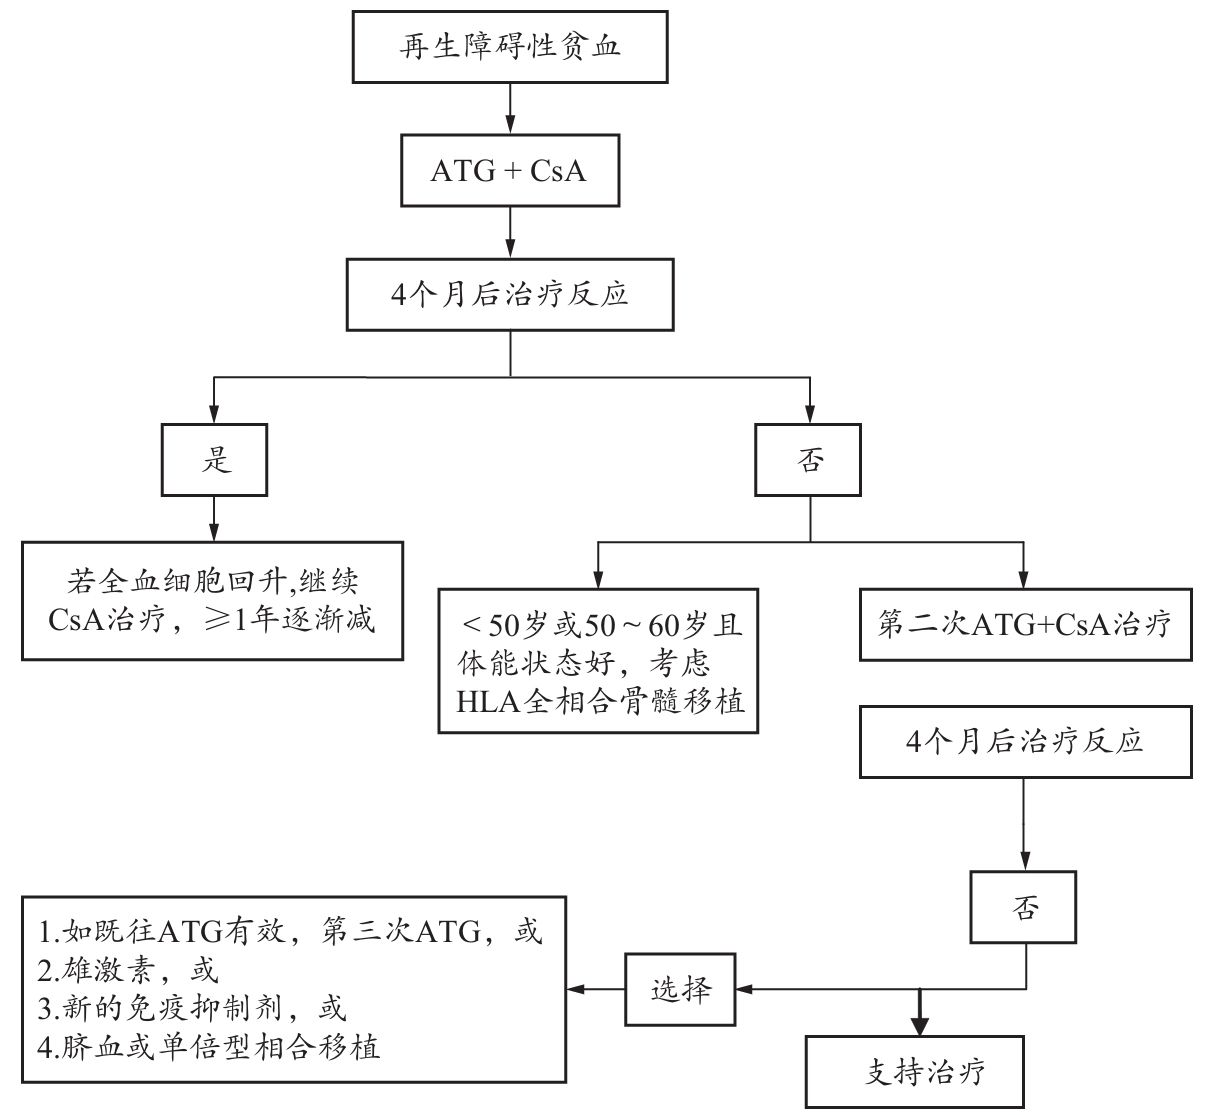 再生障碍性贫血
ATG + CsA
4个月后治疗反应
是
否
若全血细胞回升,继续
CsA治疗，≥1年逐渐减
< 50岁或50 ~ 60岁且
体能状态好，考虑
HLA全相合骨髓移植
第二次ATG+CsA治疗
4个月后治疗反应
否
选择
1.如既往ATG有效，第三次ATG，或
2.雄激素，或
3.新的免疫抑制剂，或
4.脐血或单倍型相合移植
支持治疗